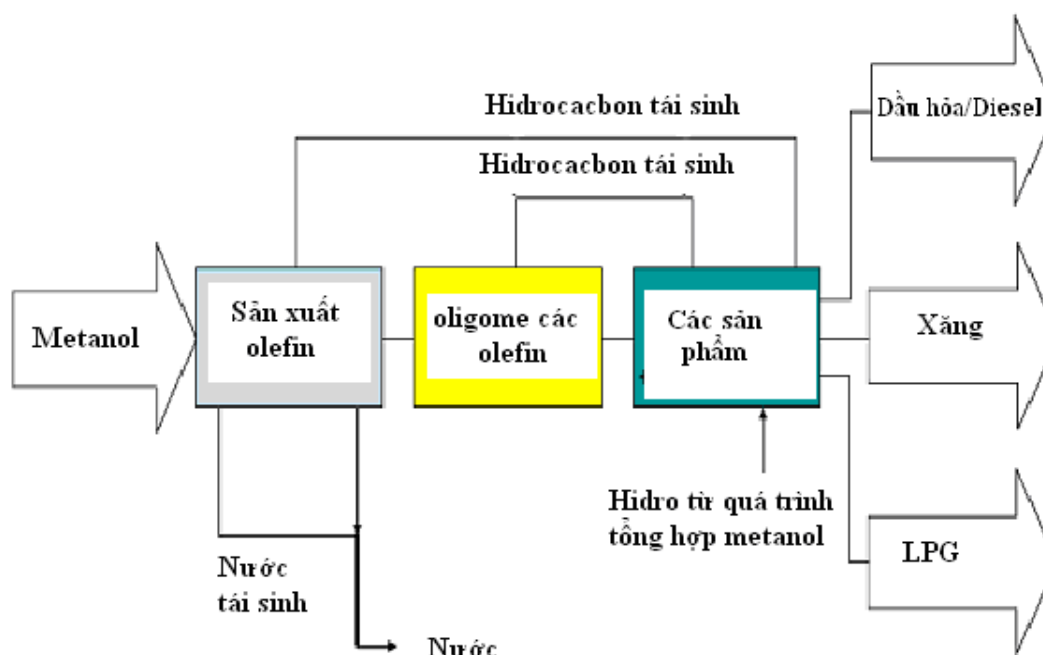 Hidrocacbon tái sinh
Dầu hỏa/Diesel
Hidrocacbon tái sinh
Metanol
Sản xuất
olefin
oligome các
olefin
Các sản
phẩm
Xăng
Hidro từ quá trình
tổng hợp metanol
LPG
Nước
tái sinh
Nước